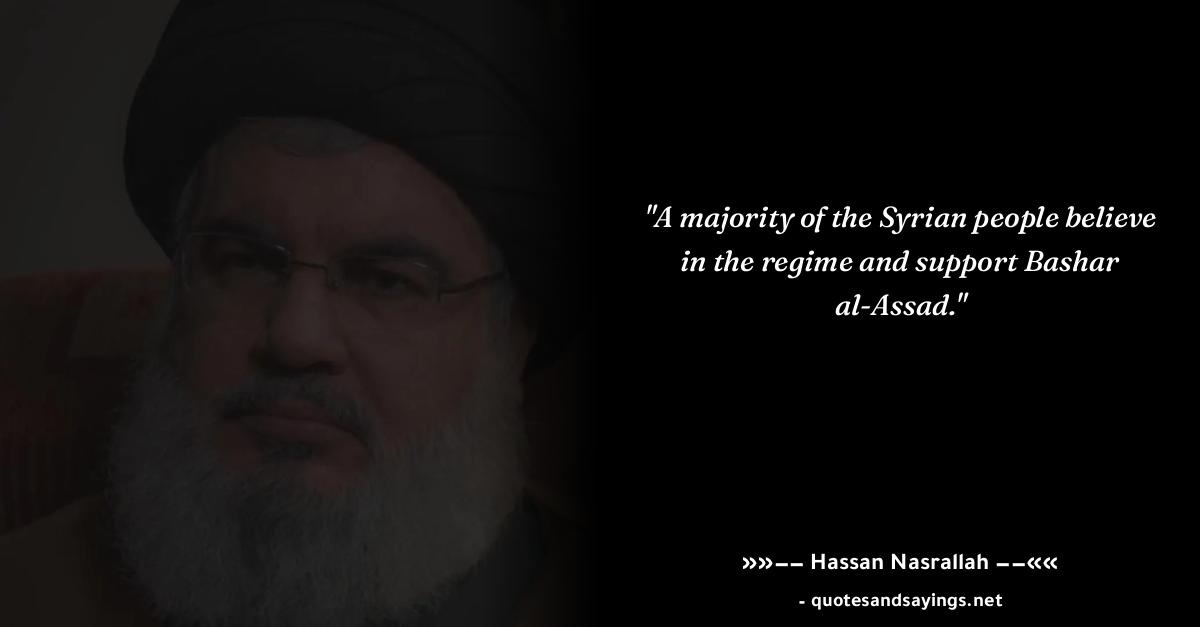 "A majority of the Syrian people believe
in the regime and support Bashar
al-Assad."
»»–– Hassan Nasrallah ––««
- quotesandsayings.net